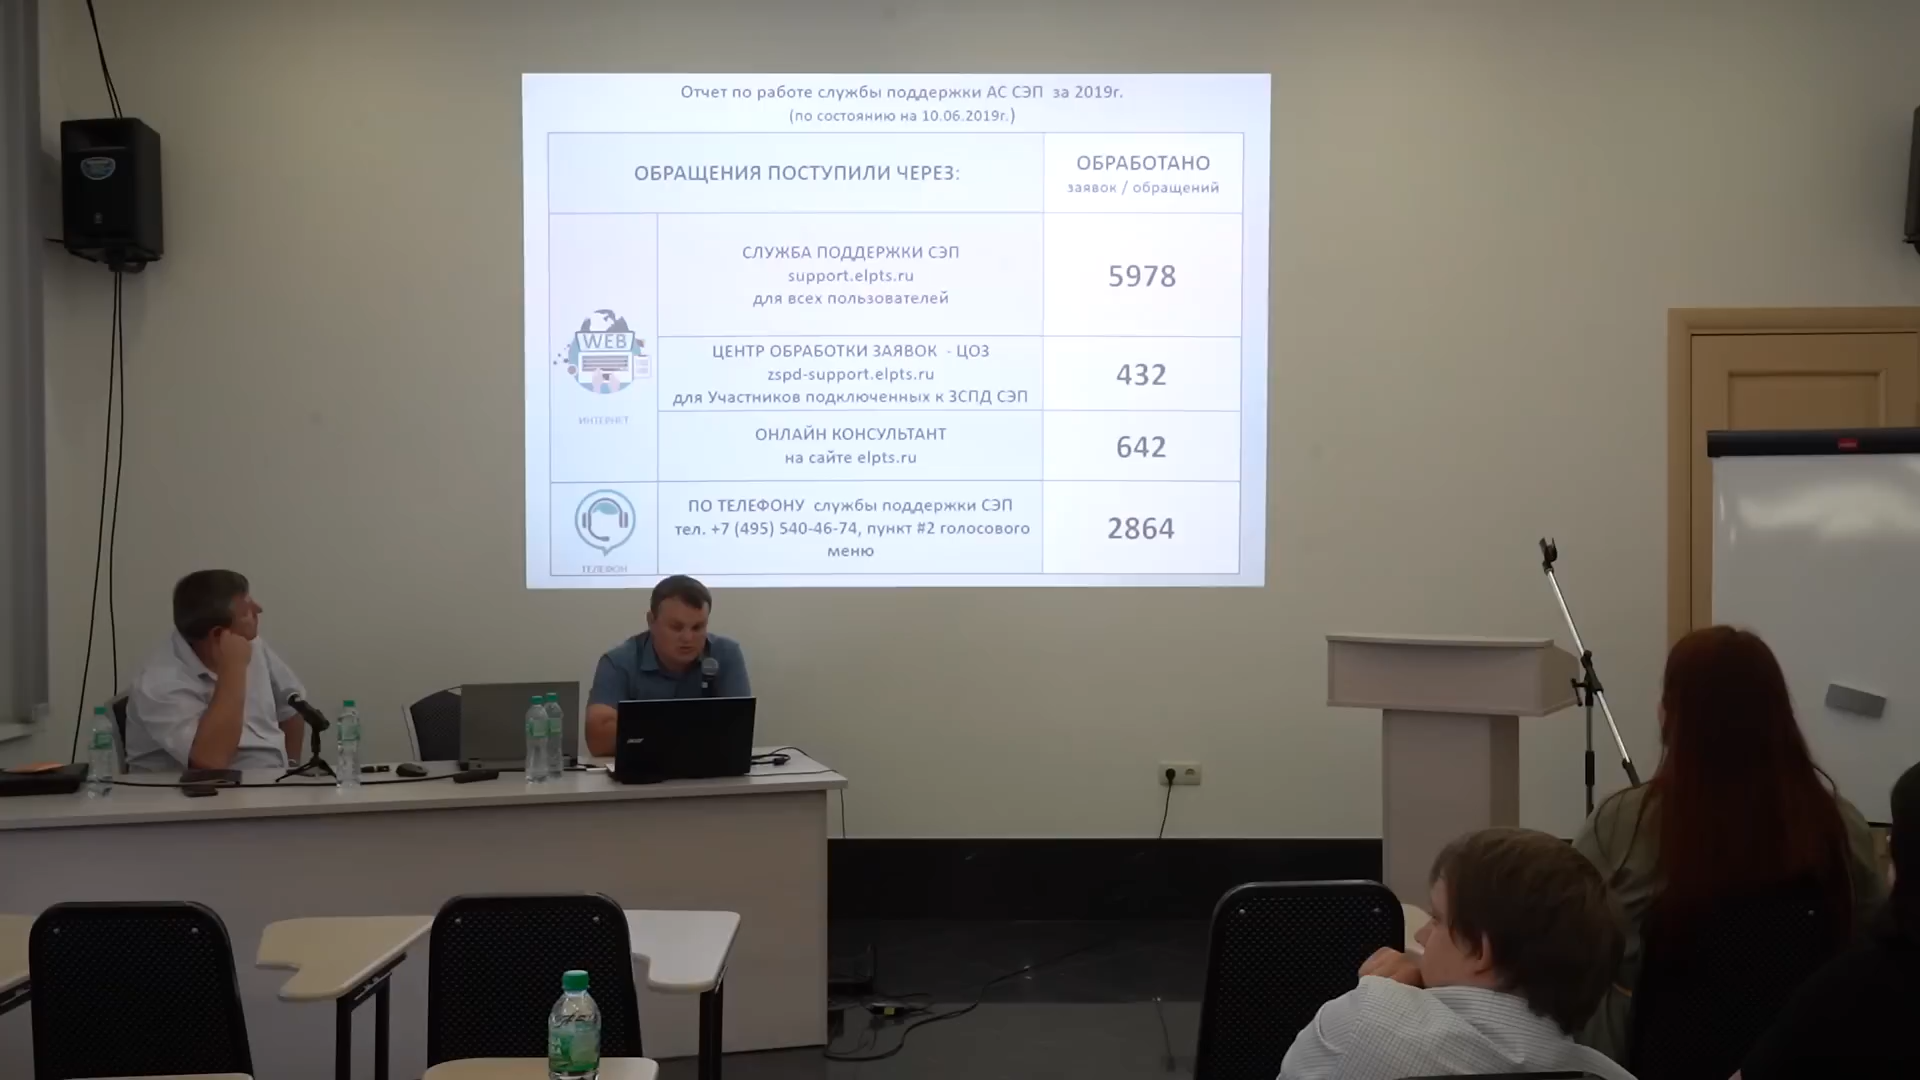 Отчет по работе службы поддержки АС СЭП за 2019г.
(по состоянию на 10.06.2019г.)
ОБРАЩЕНИЯ ПОСТУПИЛИ ЧЕРЕЗ:
ОБРАБОТАНО
заявок / обращений
СЛУЖБА ПОДДЕРЖКИ СЭП
support.elpts.ru
для всех пользователей
5978
WEB
ИНТЕРНЕТ
ЦЕНТР ОБРАБОТКИ ЗАЯВОК - ЦОЗ
zspd-support.elpts.ru
для Участников подключенных к ЗСПД СЭП
432
ОНЛАЙН КОНСУЛЬТАНТ
на сайте elpts.ru
642
ТЕЛЕФОН
ПО ТЕЛЕФОНУ службы поддержки СЭП
тел. +7 (495) 540-46-74, пункт #2 голосового
меню
2864
acer